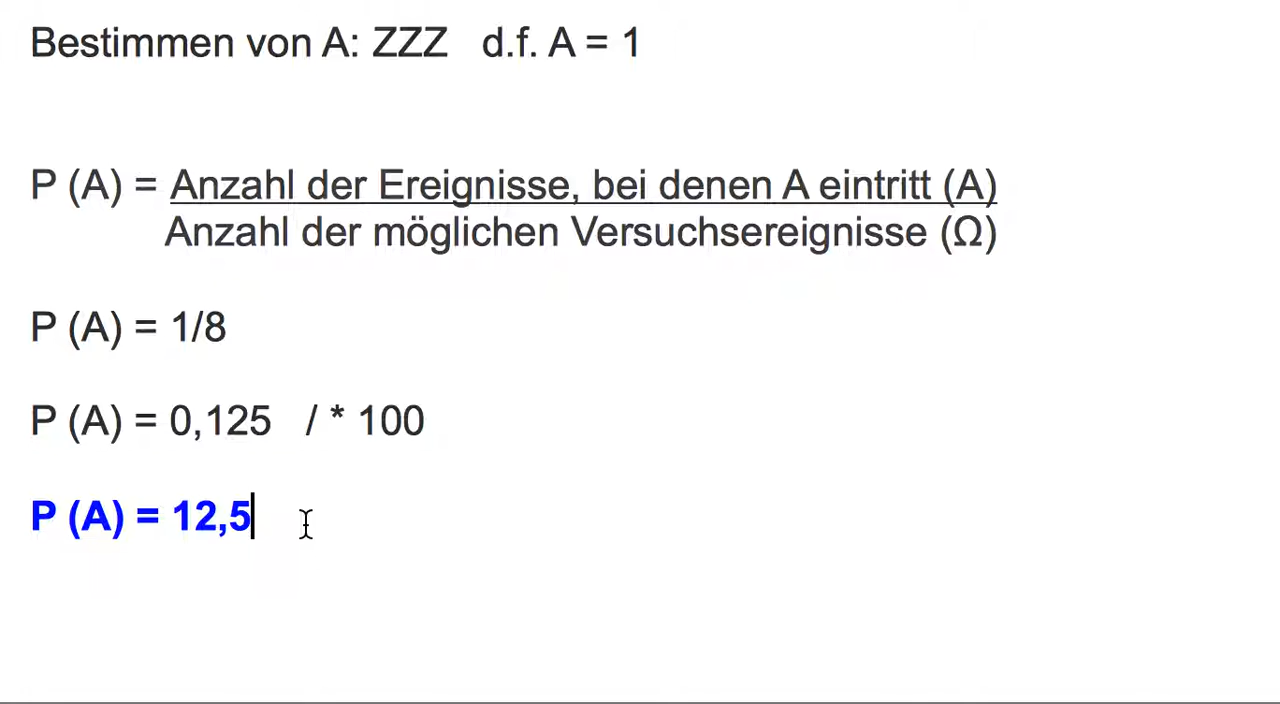 Bestimmen von A: ZZZ d.f. A = 1
P (A) = Anzahl der Ereignisse, bei denen A eintritt (A)
Anzahl der möglichen Versuchsereignisse (Ω)
P (A) = 1/8
P (A) = 0,125 / * 100
P (A) = 12,5